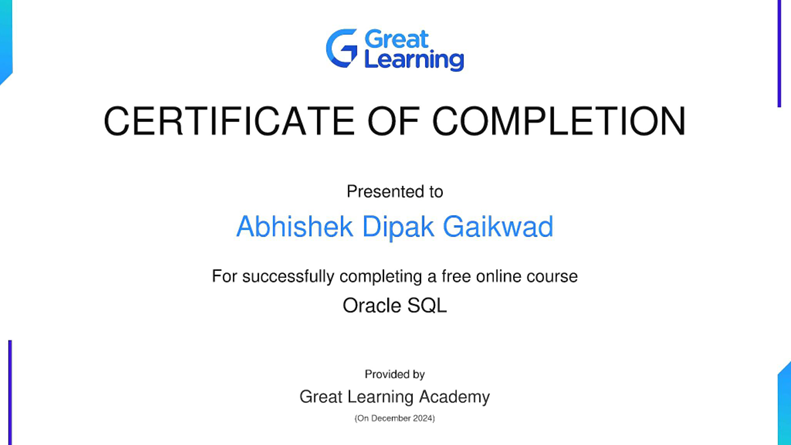 Great
Learning
CERTIFICATE OF COMPLETION
Presented to
Abhishek Dipak Gaikwad
For successfully completing a free online course
Oracle SQL
Provided by
Great Learning Academy
(On December 2024)